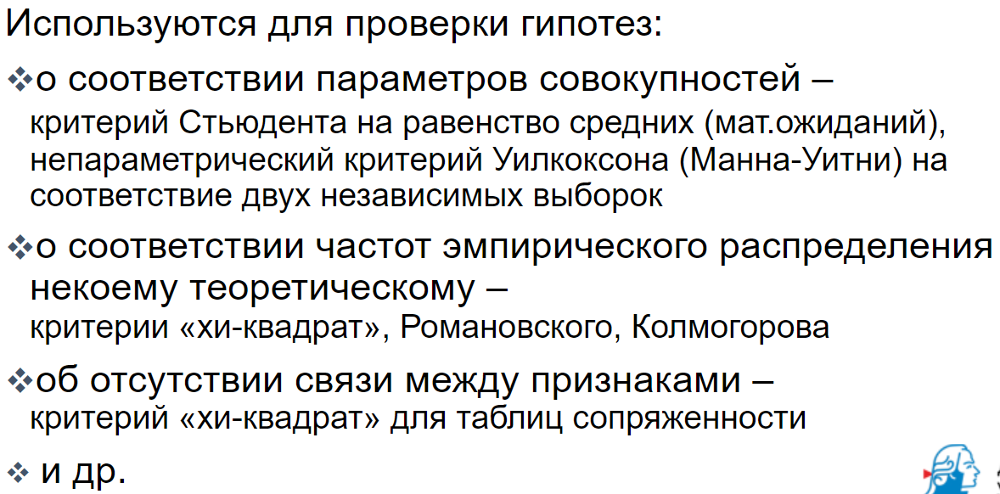 Используются для проверки гипотез:
❖о соответствии параметров совокупностей –
критерий Стьюдента на равенство средних (мат.ожиданий),
непараметрический критерий Уилкоксона (Манна-Уитни) на
соответствие двух независимых выборок
❖о соответствии частот эмпирического распределения
некоему теоретическому –
критерии «хи-квадрат», Романовского, Колмогорова
❖об отсутствии связи между признаками –
критерий «хи-квадрат» для таблиц сопряженности
❖ и др.